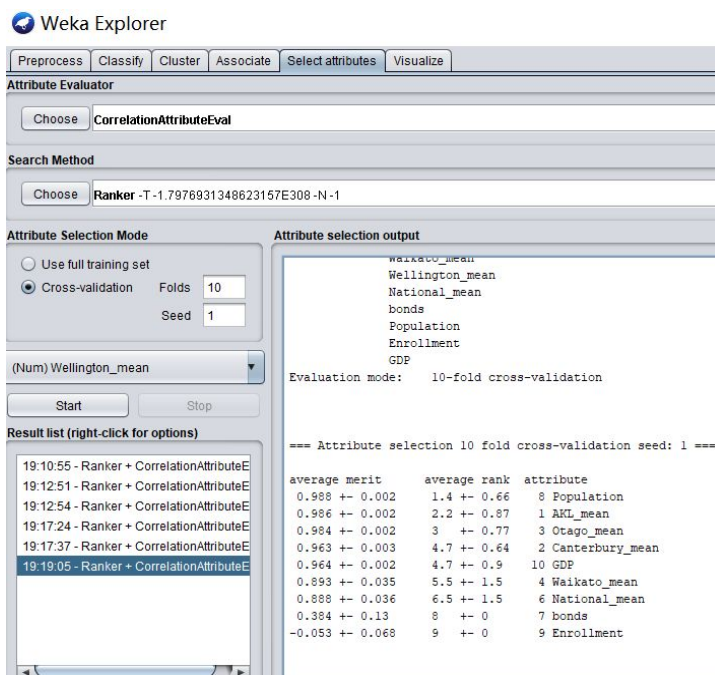 Weka Explorer
Preprocess Classify Cluster Associate Select attributes Visualize
Attribute Evaluator
Choose CorrelationAttributeEval
Search Method
Choose Ranker -T -1.7976931348623157E308 -N -1
Attribute Selection Mode
Use full training set
Cross-validation Folds 10
Seed 1
(Num) Wellington_mean
Start Stop
Result list (right-click for options)
19:10:55 - Ranker + CorrelationAttributeE
19:12:51 - Ranker + CorrelationAttributeE
19:12:54 - Ranker + CorrelationAttributeE
19:17:24 - Ranker + CorrelationAttributeE
19:17:37 - Ranker + CorrelationAttributeE
19:19:05 - Ranker + CorrelationAttributeE
Attribute selection output
Waikato_mean
Wellington_mean
National_mean
bonds
Population
Enrollment
GDP
Evaluation mode: 10-fold cross-validation
=== Attribute selection 10 fold cross-validation seed: 1 ===
average merit average rank attribute
0.988 +- 0.002 1.4 +- 0.66 8 Population
0.986 +- 0.002 2.2 +- 0.87 1 AKL_mean
0.984 +- 0.002 3 +- 0.77 3 Otago_mean
0.963 +- 0.003 4.7 +- 0.64 2 Canterbury_mean
0.964 +- 0.002 4.7 +- 0.9 10 GDP
0.893 +- 0.035 5.5 +- 1.5 4 Waikato_mean
0.888 +- 0.036 6.5 +- 1.5 6 National_mean
0.384 +- 0.13 8 +- 0 7 bonds
-0.053 +- 0.068 9 +- 0 9 Enrollment